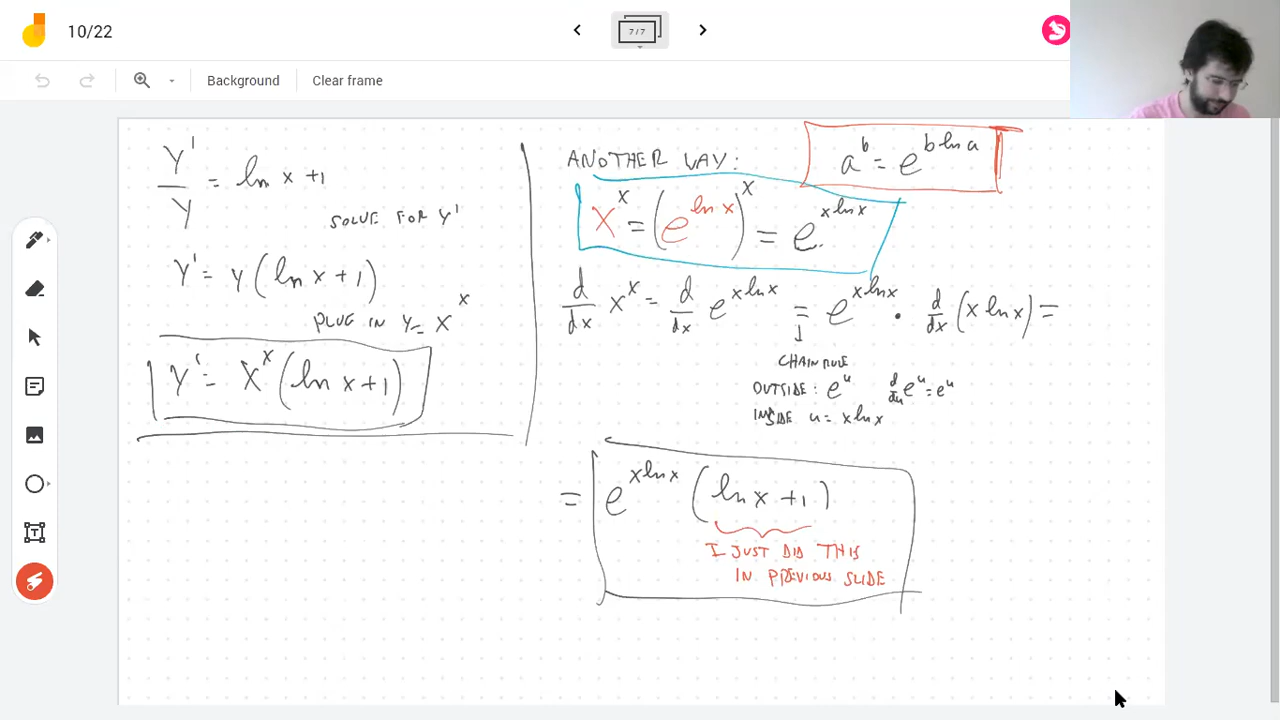 10/22
7/7
Background
Clear frame
Y'/Y = ln x + 1
SOLVE FOR Y'
Y' = Y(ln x + 1)
PLUG IN Y = X^x
Y' = X^x (ln x + 1)
ANOTHER WAY:
a^b = e^{b ln a}
X^x = (e^{ln x})^x = e^{x ln x}
d/dx X^x = d/dx e^{x ln x} = e^{x ln x} · d/dx (x ln x) =
CHAIN RULE
OUTSIDE: e^u d/du e^u = e^u
INSIDE u = x ln x
= e^{x ln x} (ln x + 1)
I JUST DID THIS
IN PREVIOUS SLIDE